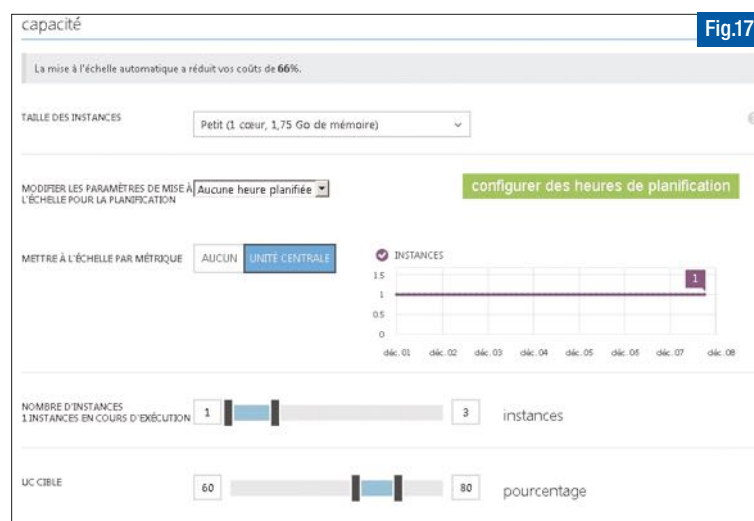 capacité
Fig.17
La mise à l'échelle automatique a réduit vos coûts de 66%.
TAILLE DES INSTANCES
Petit (1 cœur, 1,75 Go de mémoire)
MODIFIER LES PARAMÈTRES DE MISE À
L'ÉCHELLE POUR LA PLANIFICATION
Aucune heure planifiée
configurer des heures de planification
METTRE À L'ÉCHELLE PAR MÉTRIQUE
AUCUN
UNITÉ CENTRALE
INSTANCES
1.5
1
0.5
0
1
déc. 01 déc. 02 déc. 03 déc. 04 déc. 05 déc. 06 déc. 07 déc. 08
NOMBRE D'INSTANCES
1 INSTANCES EN COURS D'EXÉCUTION
1
3
instances
UC CIBLE
60
80
pourcentage